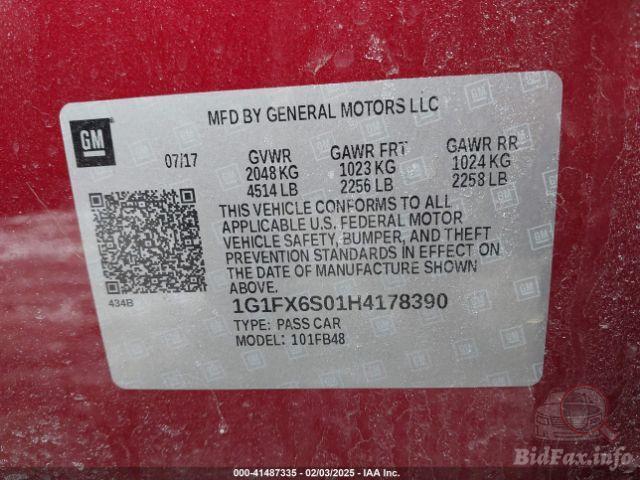 MFD BY GENERAL MOTORS LLC
GM
07/17 GVWR GAWR FRT GAWR RR
2048 KG 1023 KG 1024 KG
4514 LB 2256 LB 2258 LB
THIS VEHICLE CONFORMS TO ALL
APPLICABLE U.S. FEDERAL MOTOR
VEHICLE SAFETY, BUMPER, AND THEFT
PREVENTION STANDARDS IN EFFECT ON
THE DATE OF MANUFACTURE SHOWN
ABOVE.
434B
1G1FX6S01H4178390
TYPE: PASS CAR
MODEL: 101FB48
BidFax.info
000-41487335 - 02/03/2025 - IAA Inc.